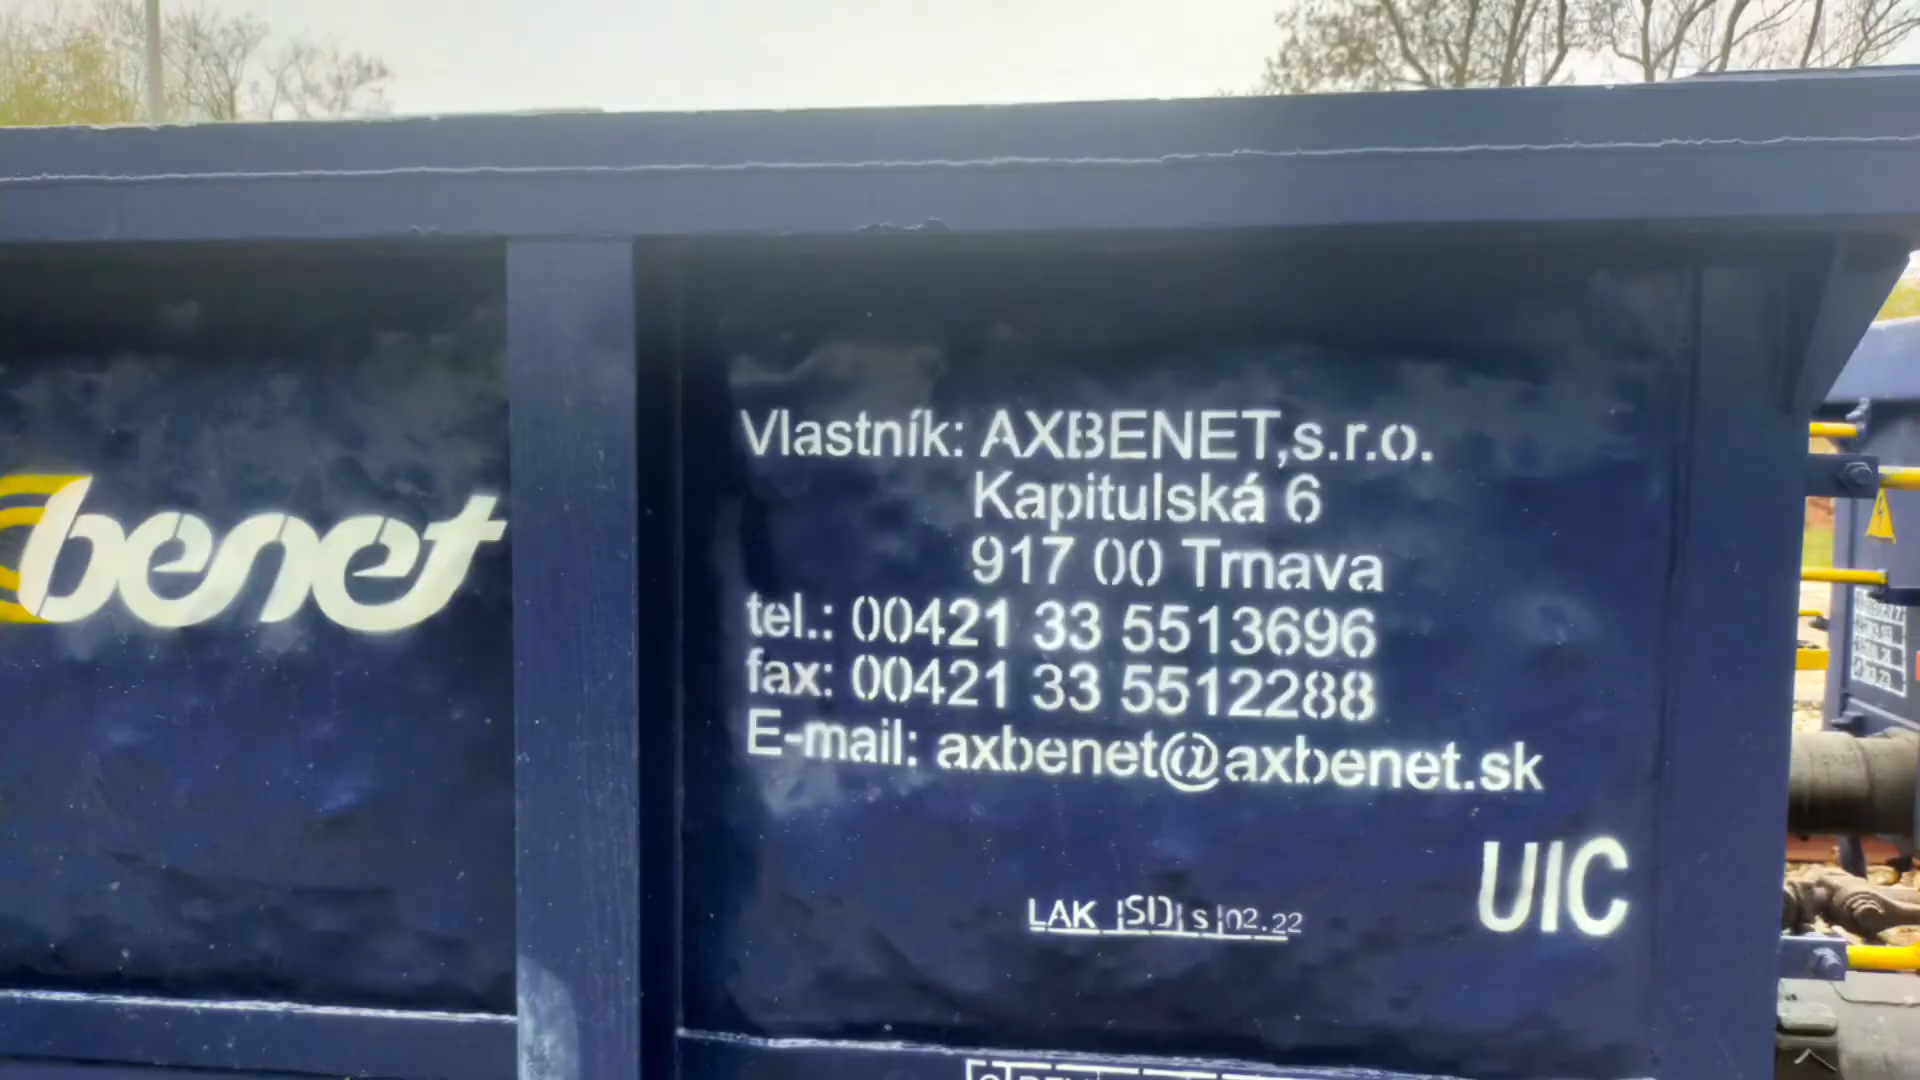 benet
Vlastník: AXBENET,s.r.o.
Kapitulská 6
917 00 Trnava
tel.: 00421 33 5513696
fax: 00421 33 5512288
E-mail: axbenet@axbenet.sk
UIC
LAK SD s 02.22